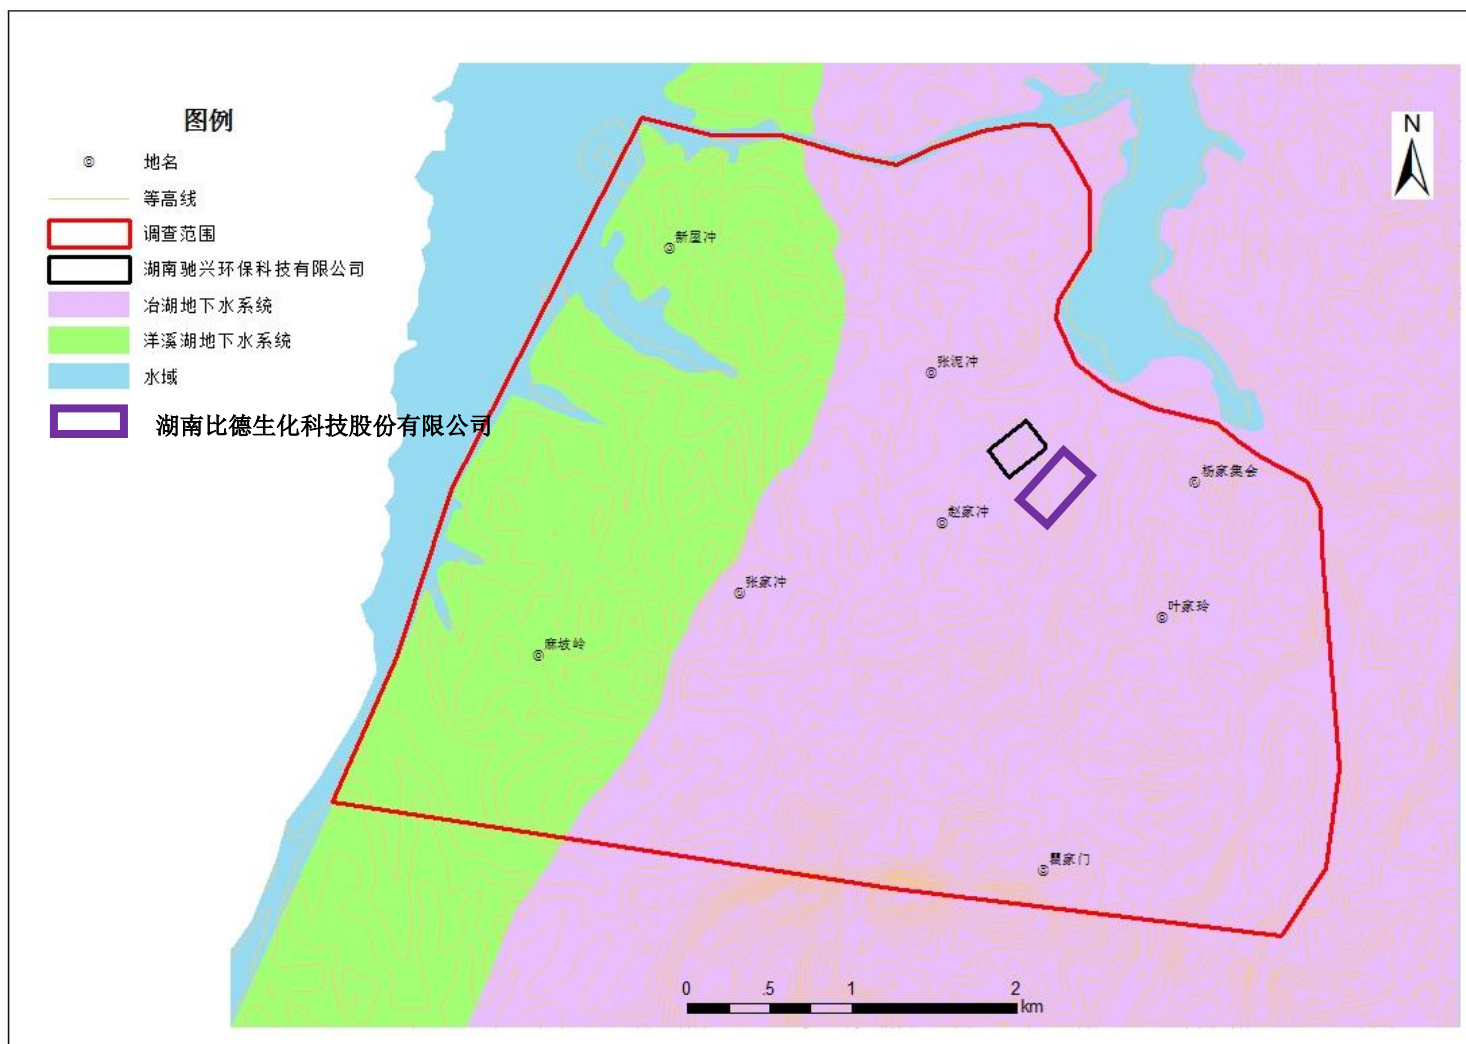 图例
地名
等高线
调查范围
湖南驰兴环保科技有限公司
冶湖地下水系统
洋溪湖地下水系统
水域
湖南比德生化科技股份有限公司
N
新屋冲
张泥冲
杨家集会
赵家冲
张家冲
叶家玲
麻坡岭
瞿家门
0 .5 1 2
km